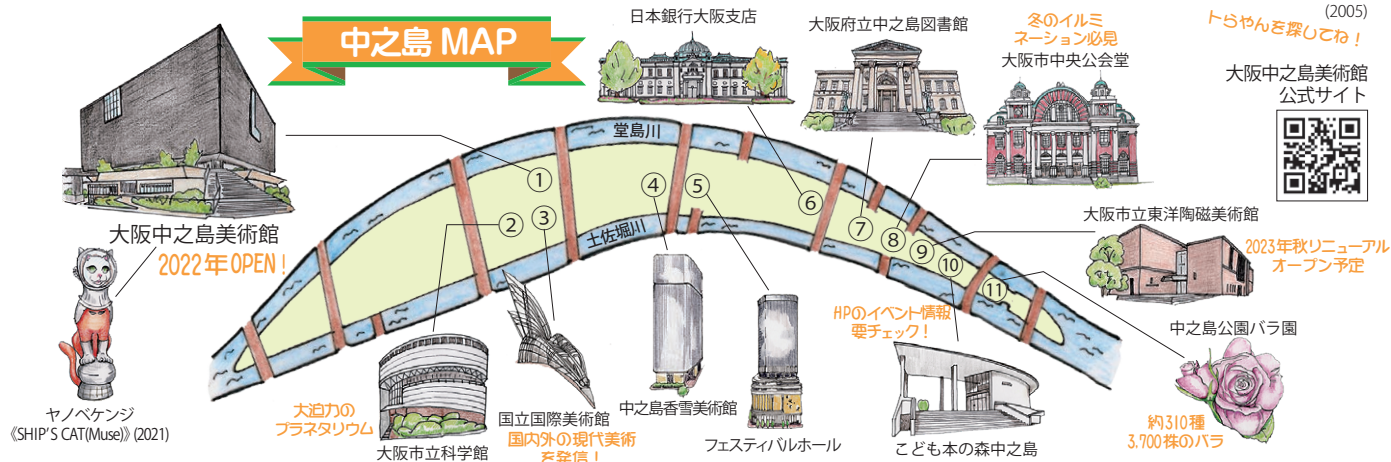 中之島 MAP
日本銀行大阪支店
大阪府立中之島図書館
冬のイルミ
ネーション必見
大阪市中央公会堂
(2005)
トらやんを探してね！
大阪中之島美術館
公式サイト
堂島川
土佐堀川
①
②
③
④
⑤
⑥
⑦
⑧
⑨
⑩
⑪
大阪中之島美術館
2022年OPEN！
ヤノベケンジ
《SHIP'S CAT(Muse)》(2021)
大阪市立東洋陶磁美術館
2023年秋リニューアル
オープン予定
大迫力の
プラネタリウム
大阪市立科学館
国立国際美術館
国内外の現代美術
を発信！
中之島香雪美術館
フェスティバルホール
HPのイベント情報
要チェック！
こども本の森中之島
中之島公園バラ園
約310種
3,700株のバラ